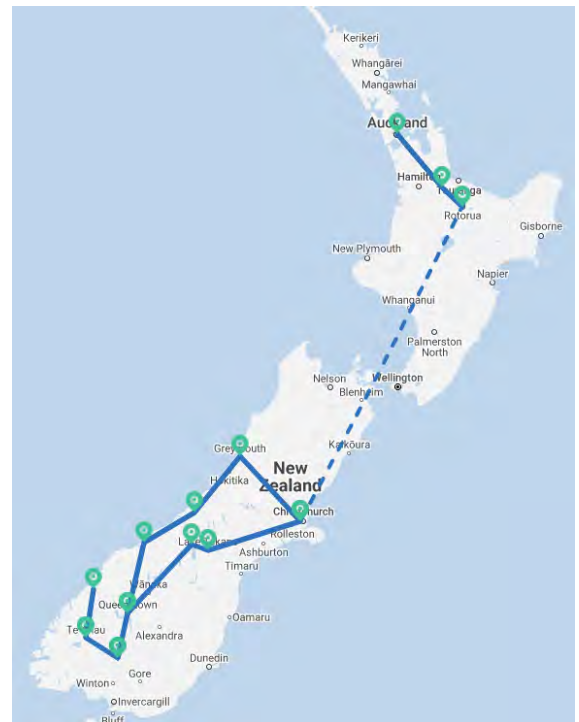 Kerikeri
Whangārei
Mangawhai
Auckland
Hamilton
Rotorua
Gisborne
New Plymouth
Napier
Whanganui
Palmerston
North
Nelson
Wellington
Blenheim
Kaikōura
Greymouth
Hokitika
New
Zealand
Christchurch
Rolleston
Ashburton
Timaru
Wānaka
Queenstown
Oamaru
Te Anau
Alexandra
Dunedin
Gore
Winton
Invercargill
Bluff